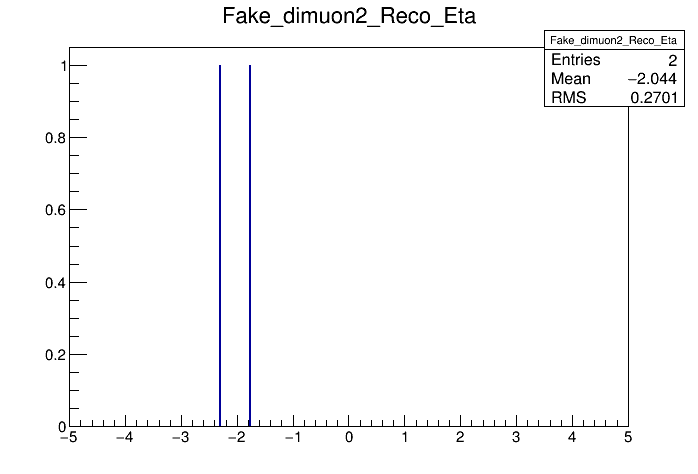 Fake_dimuon2_Reco_Eta
Fake_dimuon2_Reco_Eta
Entries 2
Mean −2.044
RMS 0.2701
1
0.8
0.6
0.4
0.2
0
−5 −4 −3 −2 −1 0 1 2 3 4 5